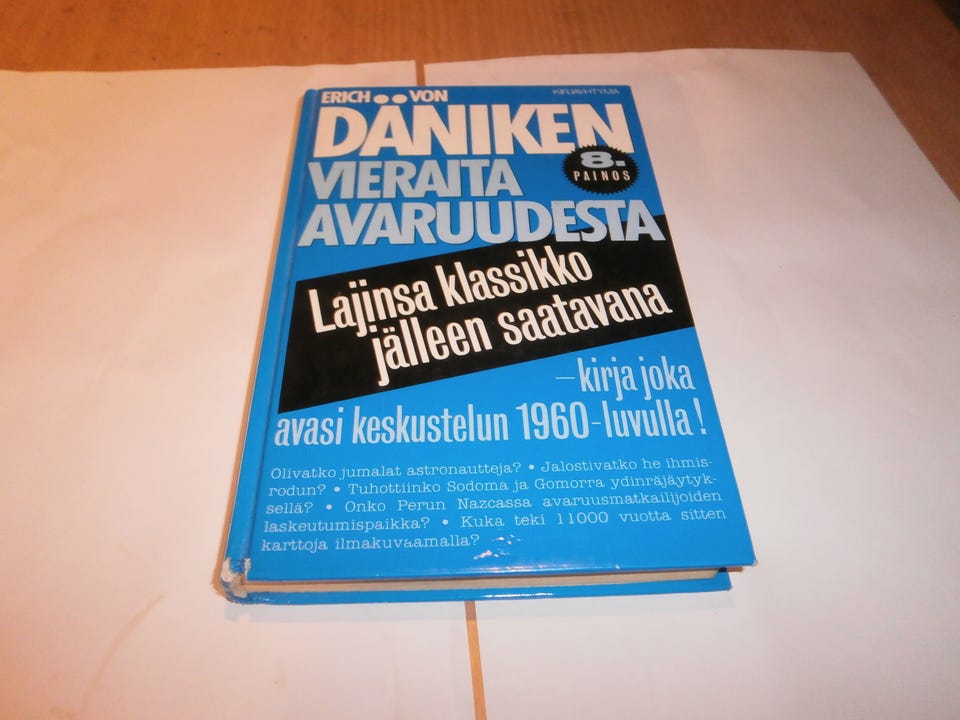 ERICH VON
KIRJAYHTYMÄ
DÄNIKEN
8.
PAINOS
VIERAITA
AVARUUDESTA
Lajinsa klassikko
jälleen saatavana
– kirja joka
avasi keskustelun 1960-luvulla!
Olivatko jumalat astronautteja? • Jalostivatko he ihmis-
rodun? • Tuhottiinko Sodoma ja Gomorra ydinräjäytyk-
sellä? • Onko Perun Nazcassa avaruusmatkailijoiden
laskeutumispaikka? • Kuka teki 11000 vuotta sitten
karttoja ilmakuvaamalla?